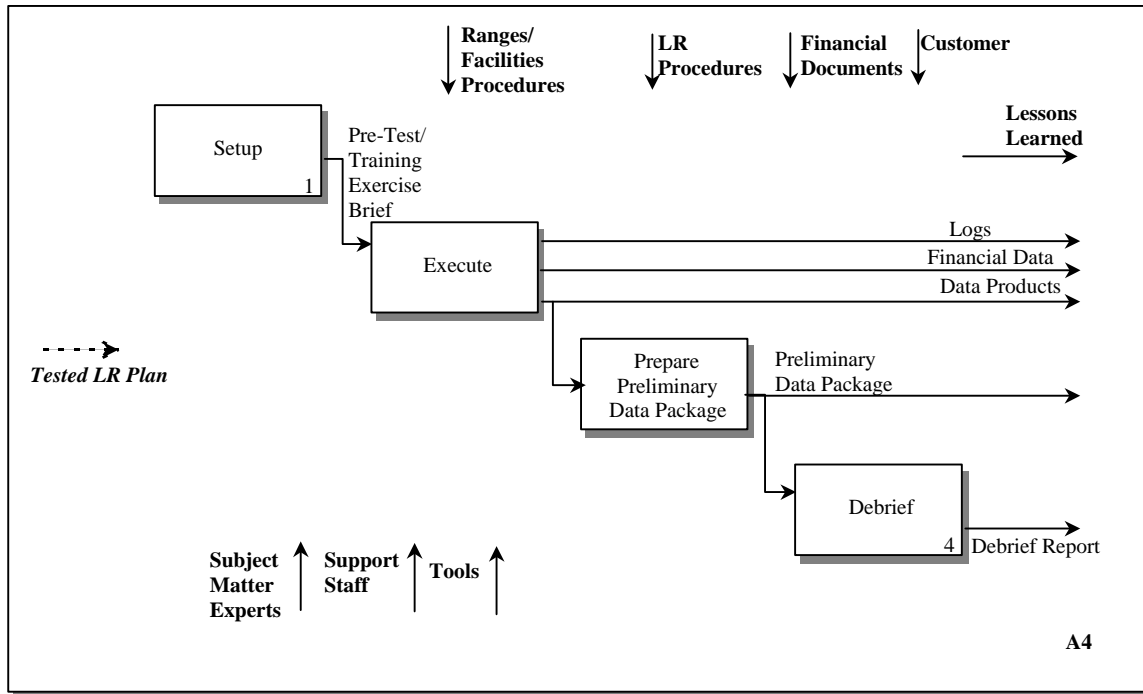 Ranges/
Facilities
Procedures
LR
Procedures
Financial
Documents
Customer
Lessons
Learned
Setup
1
Pre-Test/
Training
Exercise
Brief
Execute
Logs
Financial Data
Data Products
Tested LR Plan
Prepare
Preliminary
Data Package
Preliminary
Data Package
Debrief
4
Debrief Report
Subject
Matter
Experts
Support
Staff
Tools
A4